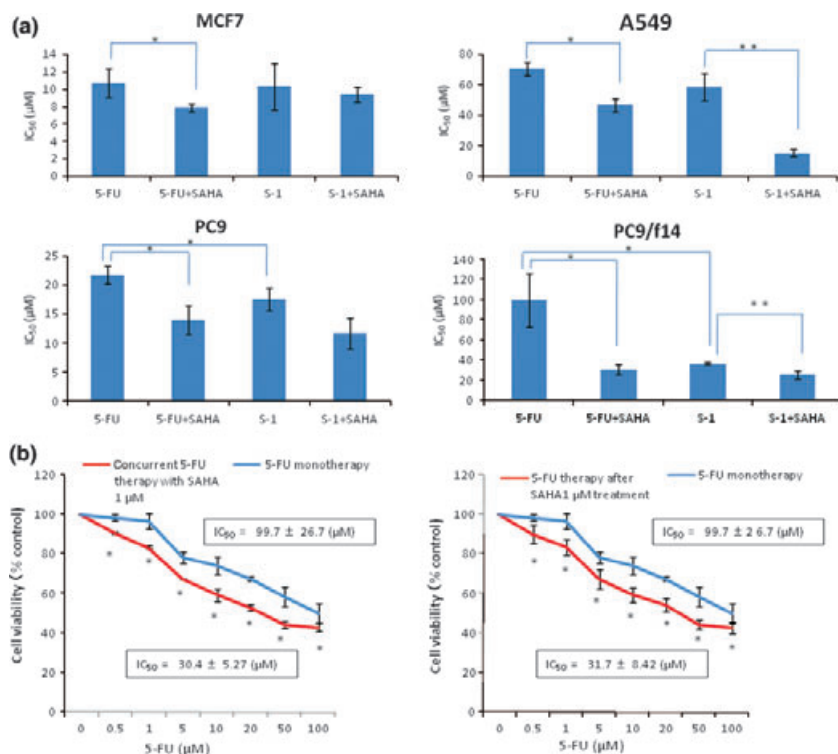 (a)
MCF7
*
IC50 (μM)
14
12
10
8
6
4
2
0
5-FU 5-FU+SAHA S-1 S-1+SAHA
A549
*
* *
IC50 (μM)
80
60
40
20
0
5-FU 5-FU+SAHA S-1 S-1+SAHA
PC9
*
*
IC50 (μM)
25
20
15
10
5
0
5-FU 5-FU+SAHA S-1 S-1+SAHA
PC9/f14
*
*
* *
IC50 (μM)
140
120
100
80
60
40
20
0
5-FU 5-FU+SAHA S-1 S-1+SAHA
(b)
Concurrent 5-FU
therapy with SAHA
1 μM
5-FU monotherapy
Cell viability (% control)
120
100
80
60
40
20
0
IC50 = 99.7 ± 26.7 (μM)
* * * * * * *
IC50 = 30.4 ± 5.27 (μM)
0 0.5 1 5 10 20 50 100
5-FU (μM)
5-FU therapy after
SAHA1 μM treatment
5-FU monotherapy
Cell viability (% control)
120
100
80
60
40
20
0
IC50 = 99.7 ± 26.7 (μM)
* * * * * * *
IC50 = 31.7 ± 8.42 (μM)
0 0.5 1 5 10 20 50 100
5-FU (μM)